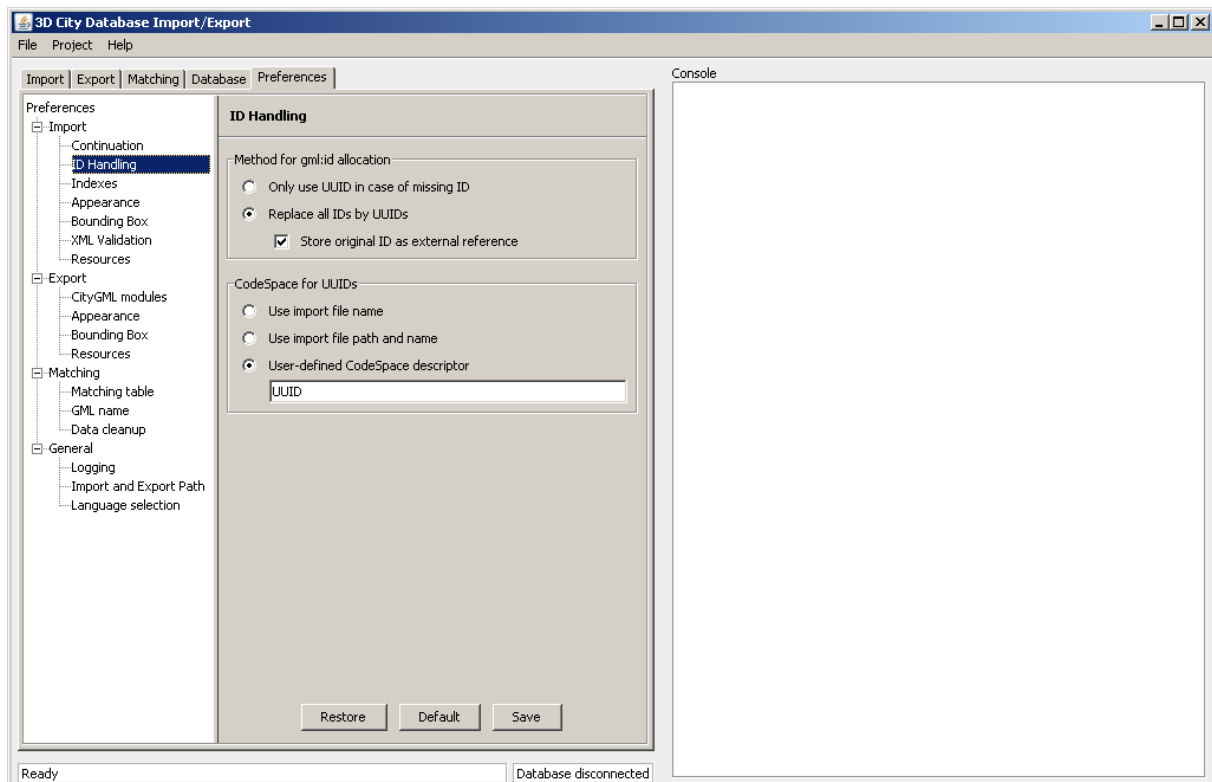 3D City Database Import/Export
File Project Help
Import Export Matching Database Preferences
Console
Preferences
Import
Continuation
ID Handling
Indexes
Appearance
Bounding Box
XML Validation
Resources
Export
CityGML modules
Appearance
Bounding Box
Resources
Matching
Matching table
GML name
Data cleanup
General
Logging
Import and Export Path
Language selection
ID Handling
Method for gml:id allocation
Only use UUID in case of missing ID
Replace all IDs by UUIDs
Store original ID as external reference
CodeSpace for UUIDs
Use import file name
Use import file path and name
User-defined CodeSpace descriptor
UUID
Restore Default Save
Ready
Database disconnected